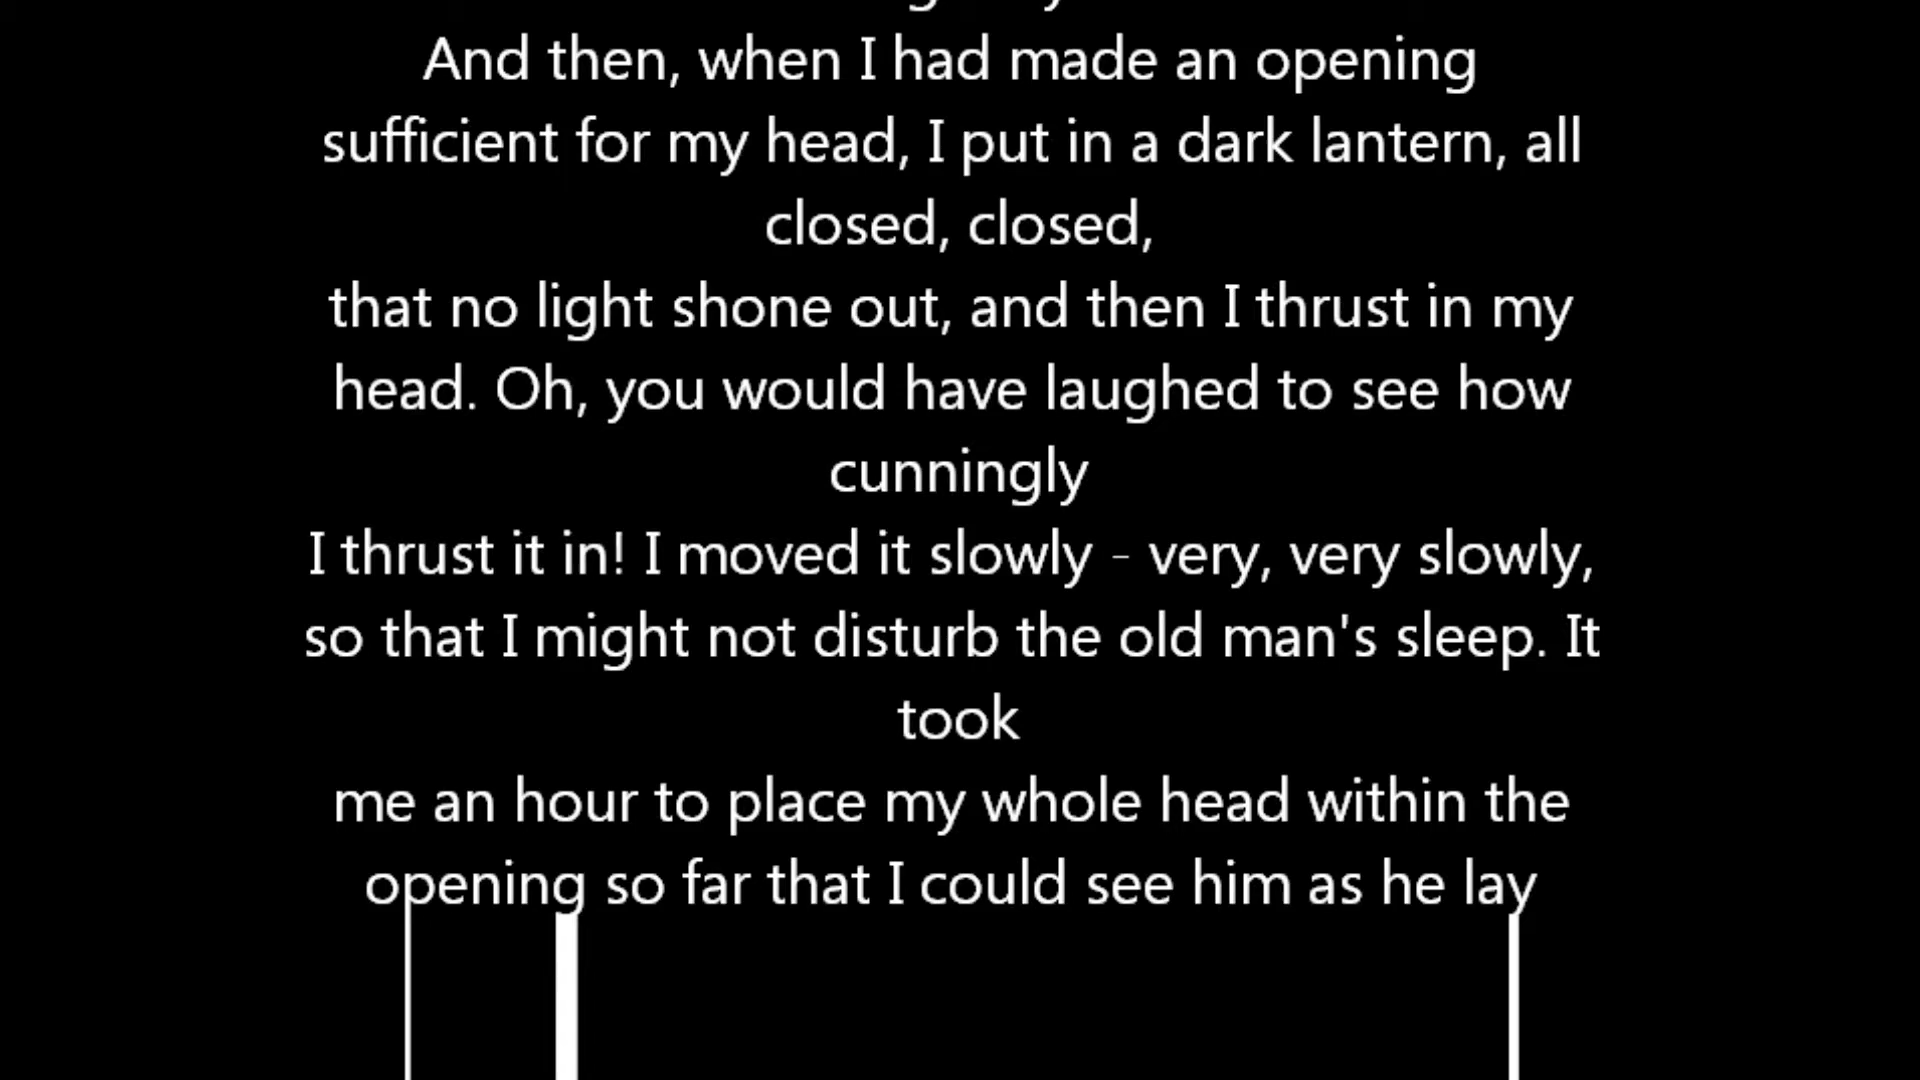 And then, when I had made an opening
sufficient for my head, I put in a dark lantern, all
closed, closed,
that no light shone out, and then I thrust in my
head. Oh, you would have laughed to see how
cunningly
I thrust it in! I moved it slowly - very, very slowly,
so that I might not disturb the old man's sleep. It
took
me an hour to place my whole head within the
opening so far that I could see him as he lay